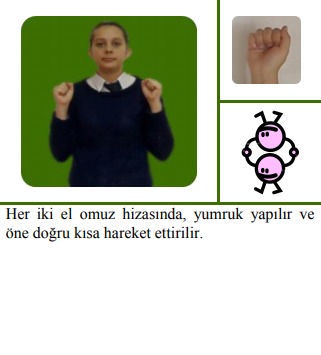 Her iki el omuz hizasında, yumruk yapılır ve
öne doğru kısa hareket ettirilir.